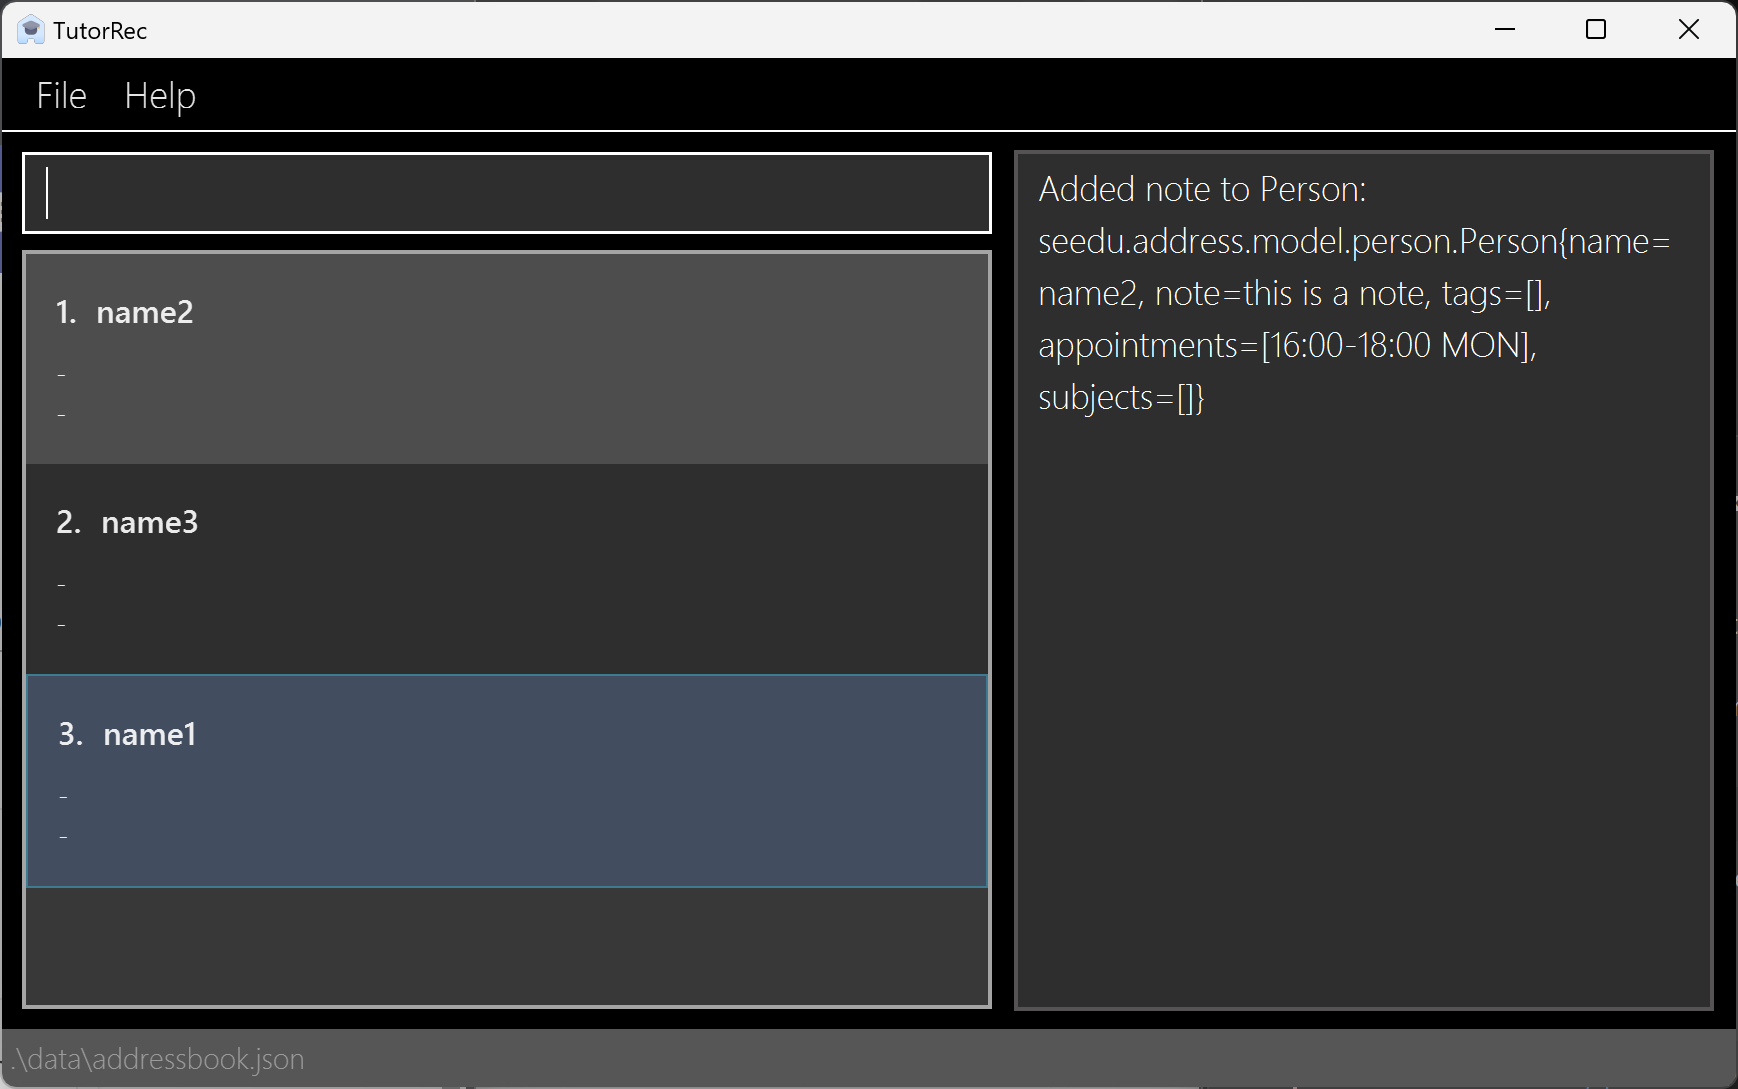 TutorRec
File Help
1. name2
-
-
2. name3
-
-
3. name1
-
-
Added note to Person:
seedu.address.model.person.Person{name=
name2, note=this is a note, tags=[],
appointments=[16:00-18:00 MON],
subjects=[]}
.\data\addressbook.json